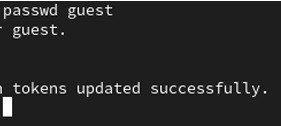 passwd guest
guest.
tokens updated successfully.